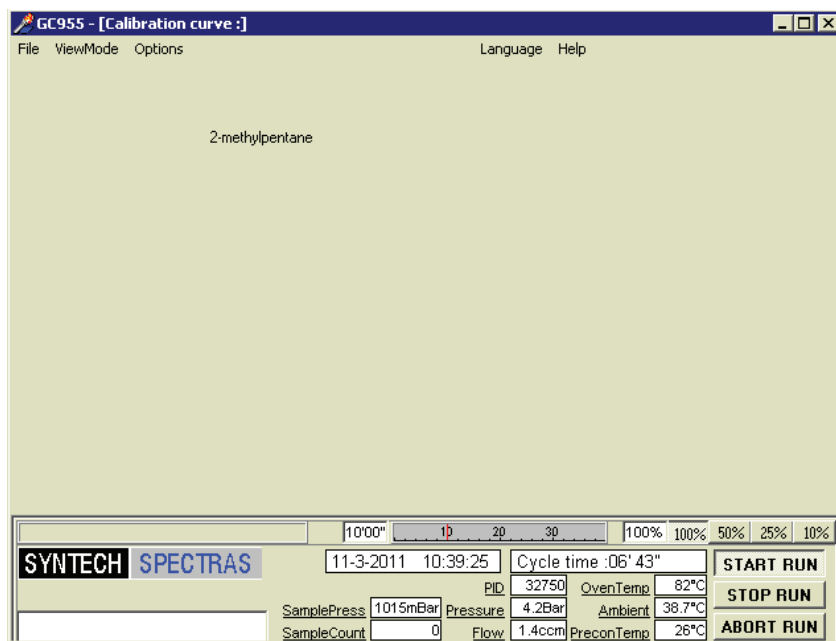 GC955 - [Calibration curve :]
File ViewMode Options Language Help
2-methylpentane
10'00" 10 20 30 100% 100% 50% 25% 10%
SYNTECH SPECTRAS 11-3-2011 10:39:25 Cycle time :06' 43" START RUN
PID 32750 OvenTemp 82°C STOP RUN
SamplePress 1015mBar Pressure 4.2Bar Ambient 38.7°C
SampleCount 0 Flow 1.4ccm PreconTemp 26°C ABORT RUN